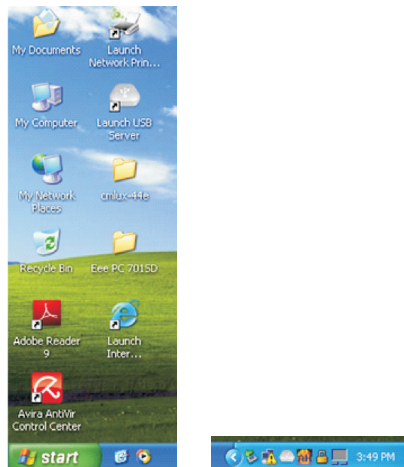 My Documents
Launch
Network Prin...
My Computer
Launch USB
Server
My Network
Places
cmlux-44e
Recycle Bin
Eee PC 701SD
Adobe Reader
9
Launch
Inter...
Avira AntiVir
Control Center
start
3:49 PM